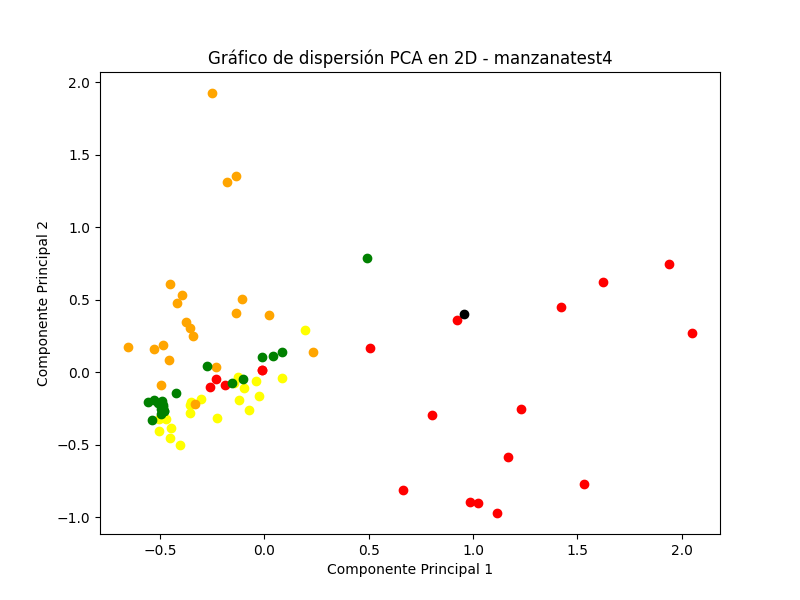 Gráfico de dispersión PCA en 2D - manzanatest4
2.0
1.5
1.0
0.5
0.0
−0.5
−1.0
Componente Principal 2
−0.5 0.0 0.5 1.0 1.5 2.0
Componente Principal 1